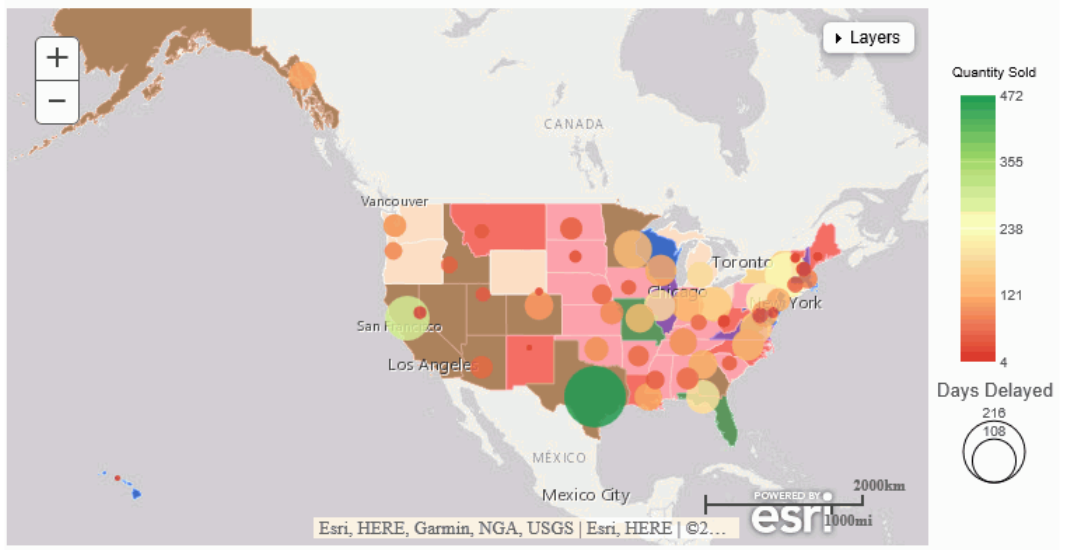 +
−
Layers
CANADA
Vancouver
Toronto
Chicago
New York
San Francisco
Los Angeles
MÉXICO
Mexico City
2000km
1000mi
POWERED BY
esri
Esri, HERE, Garmin, NGA, USGS | Esri, HERE | ©2…
Quantity Sold
472
355
238
121
4
Days Delayed
216
108